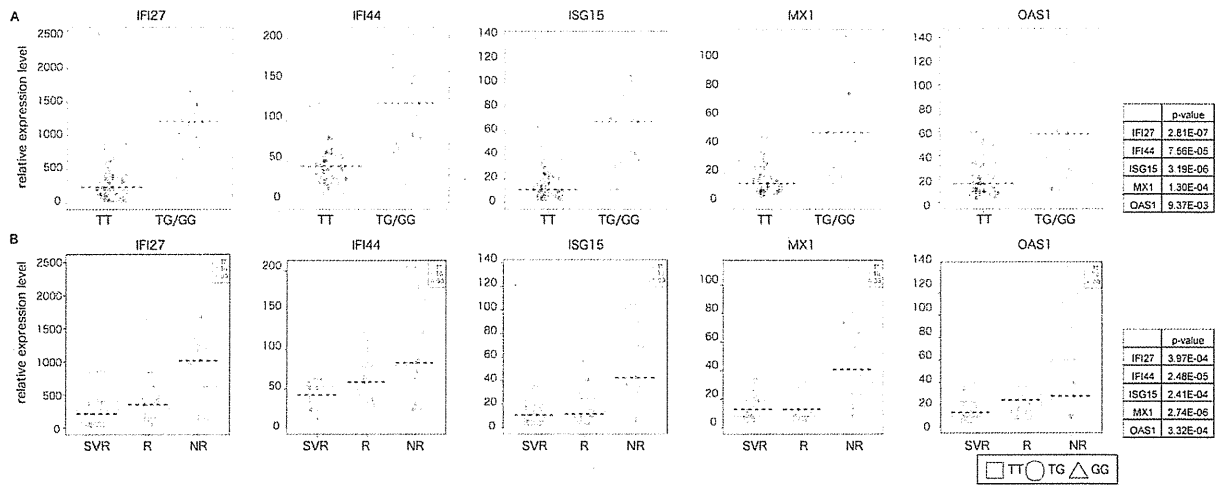 A
IFI27 IFI44 ISG15 MX1 OAS1
relative expression level
2500 2000 1500 1000 500 0
200 150 100 50 0
140 120 100 80 60 40 20 0
100 80 60 40 20 0
140 120 100 80 60 40 20 0
TT TG/GG TT TG/GG TT TG/GG TT TG/GG TT TG/GG
p-value
IFI27 2.81E-07
IFI44 7.56E-05
ISG15 3.19E-06
MX1 1.30E-04
OAS1 9.37E-03
B
IFI27 IFI44 ISG15 MX1 OAS1
relative expression level
2500 2000 1500 1000 500 0
200 150 100 50 0
140 120 100 80 60 40 20 0
100 80 60 40 20 0
140 120 100 80 60 40 20 0
SVR R NR SVR R NR SVR R NR SVR R NR SVR R NR
p-value
IFI27 3.97E-04
IFI44 2.48E-05
ISG15 2.41E-04
MX1 2.74E-06
OAS1 3.32E-04
TT TG GG